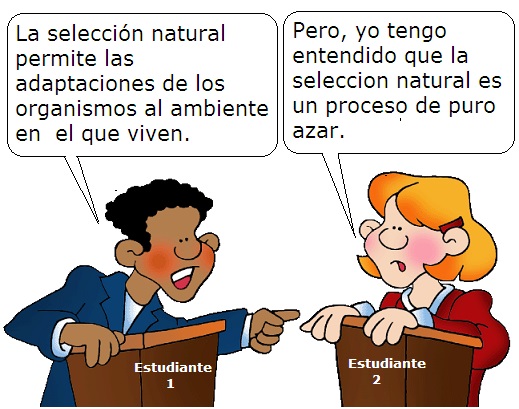 La selección natural
permite las
adaptaciones de los
organismos al ambiente
en el que viven.
Pero, yo tengo
entendido que la
seleccion natural es
un proceso de puro
azar.
Estudiante
1
Estudiante
2